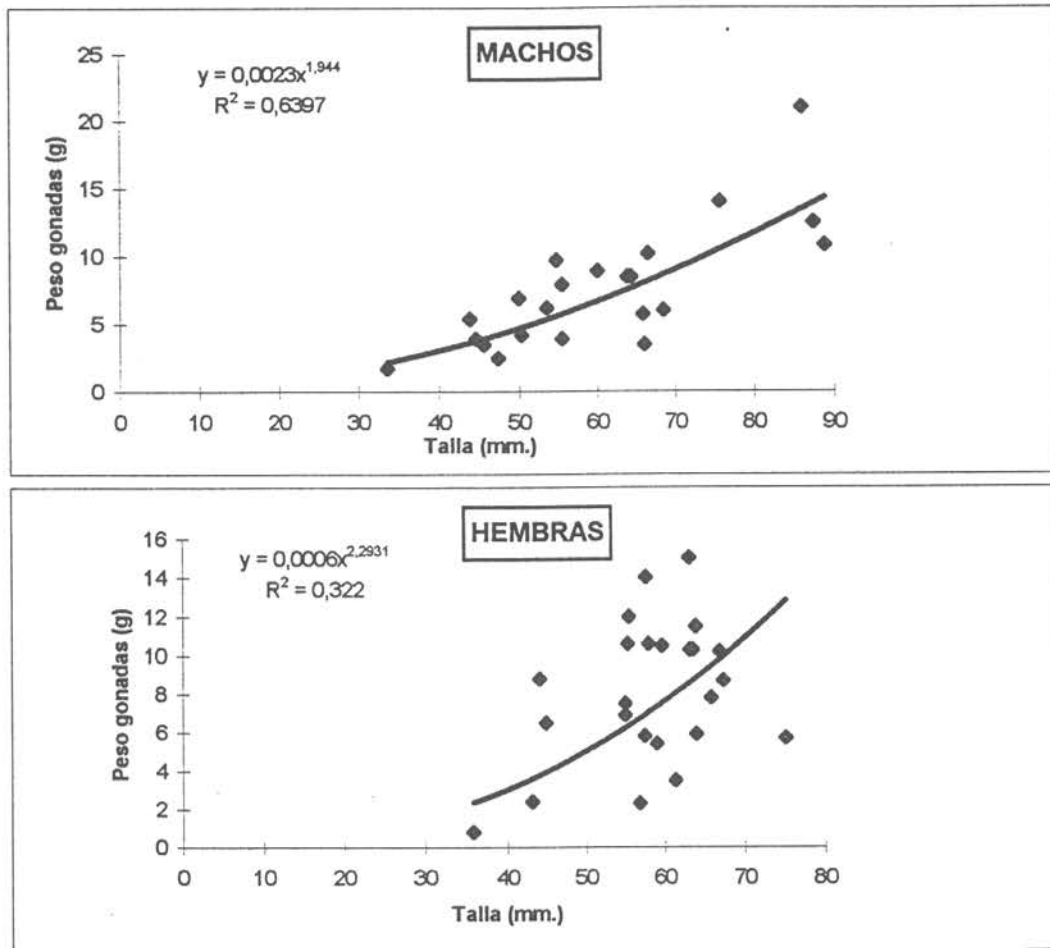 MACHOS
y = 0,0023x^1,944
R² = 0,6397
Peso gonadas (g)
25
20
15
10
5
0
0 10 20 30 40 50 60 70 80 90
Talla (mm.)
HEMBRAS
y = 0,0006x^2,2931
R² = 0,322
Peso gonadas (g)
16
14
12
10
8
6
4
2
0
0 10 20 30 40 50 60 70 80
Talla (mm.)